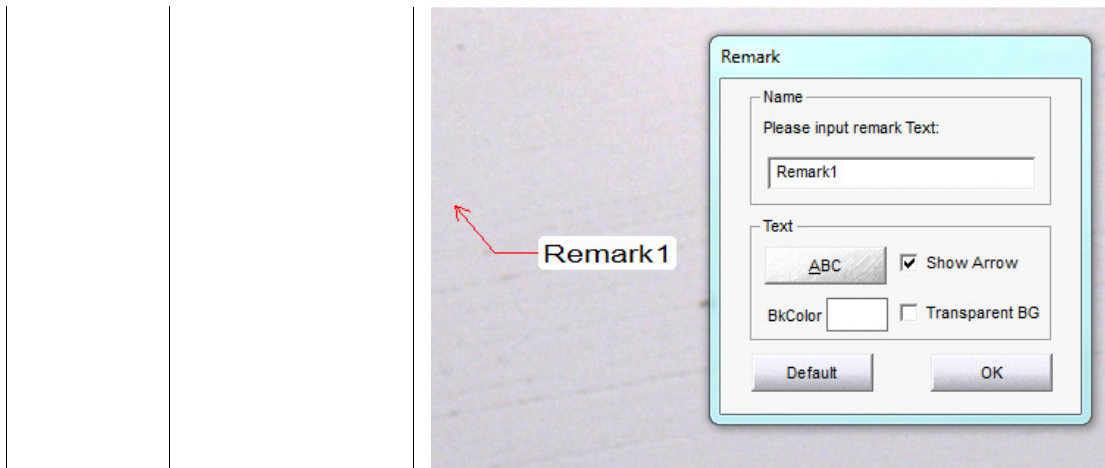 Remark
Name
Please input remark Text:
Remark1
Remark1
Text
ABC
Show Arrow
BkColor
Transparent BG
Default
OK